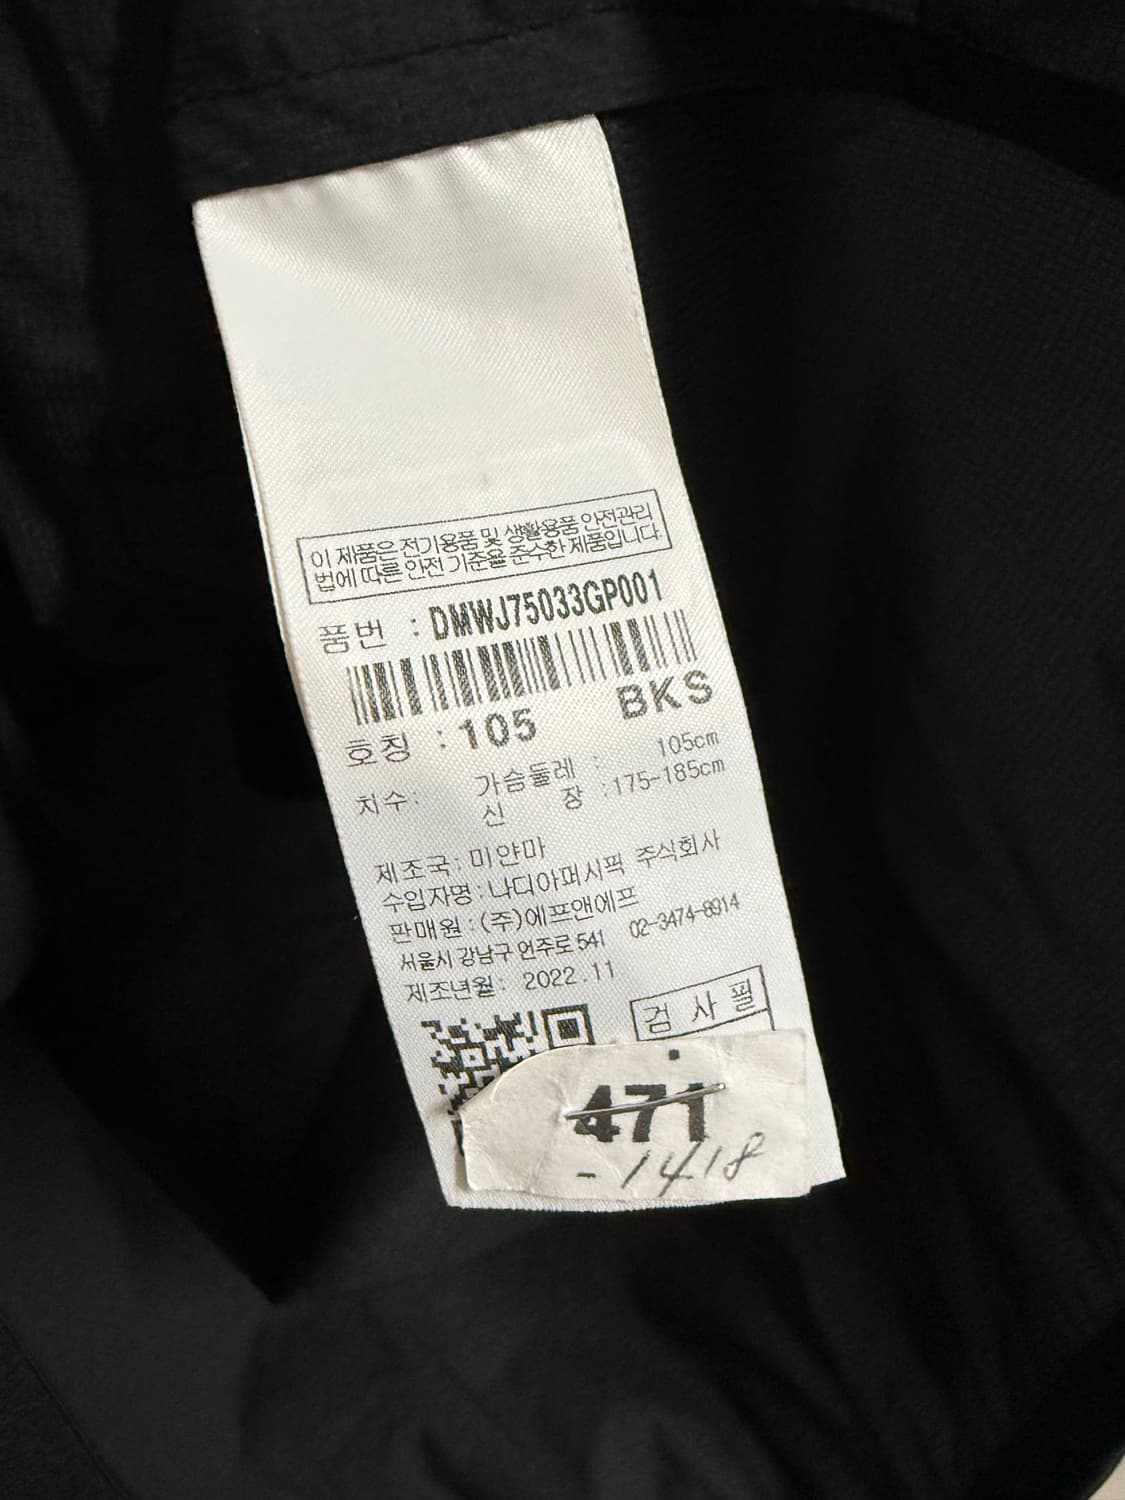 이 제품은 전기용품 및 생활용품 안전관리
법에 따른 안전 기준을 준수한 제품입니다.
품번 : DMWJ75033GP001
호칭 : 105 BKS
치수: 가슴둘레 : 105cm
신 장 :175~185cm
제조국: 미얀마
수입자명: 나디아퍼시픽 주식회사
판매원: (주)에프앤에프
서울시 강남구 언주로 541 02-3474-8914
제조년월: 2022.11
검사필
471
- 1418